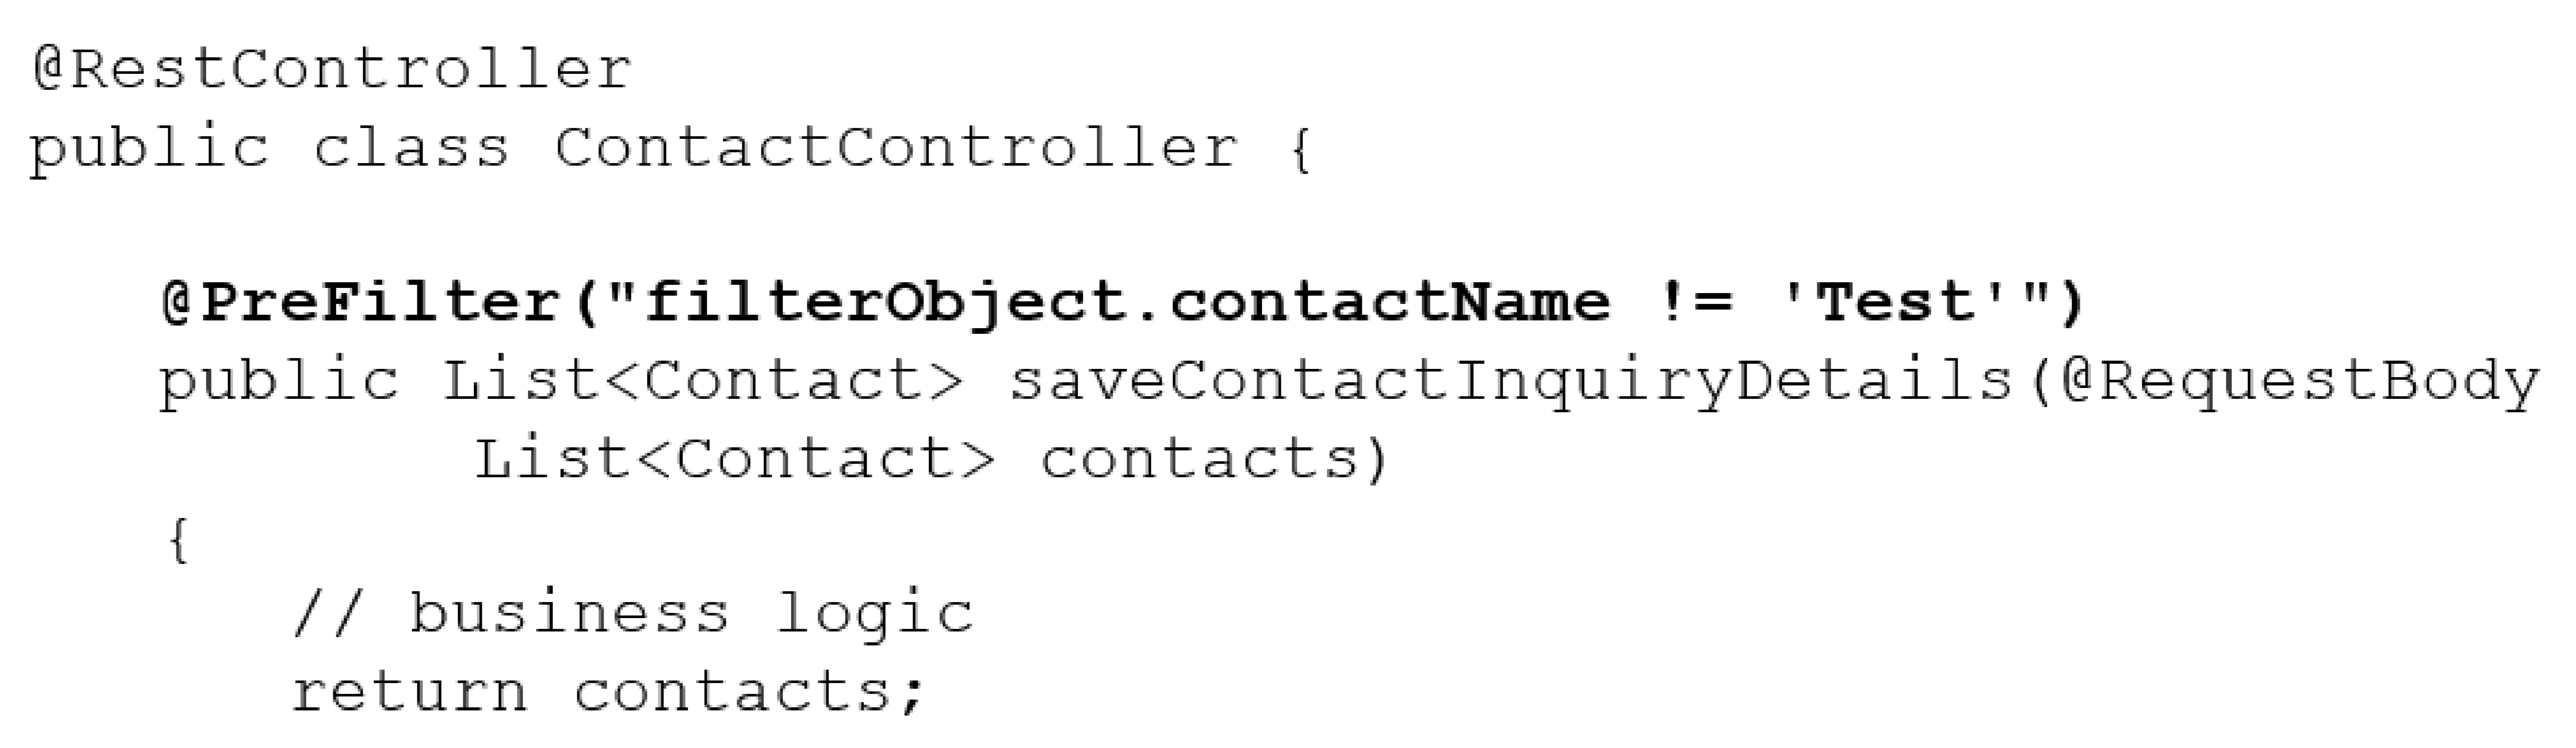 @RestController
public class ContactController {
@PreFilter("filterObject.contactName != 'Test'")
public List<Contact> saveContactInquiryDetails(@RequestBody
List<Contact> contacts)
{
// business logic
return contacts;